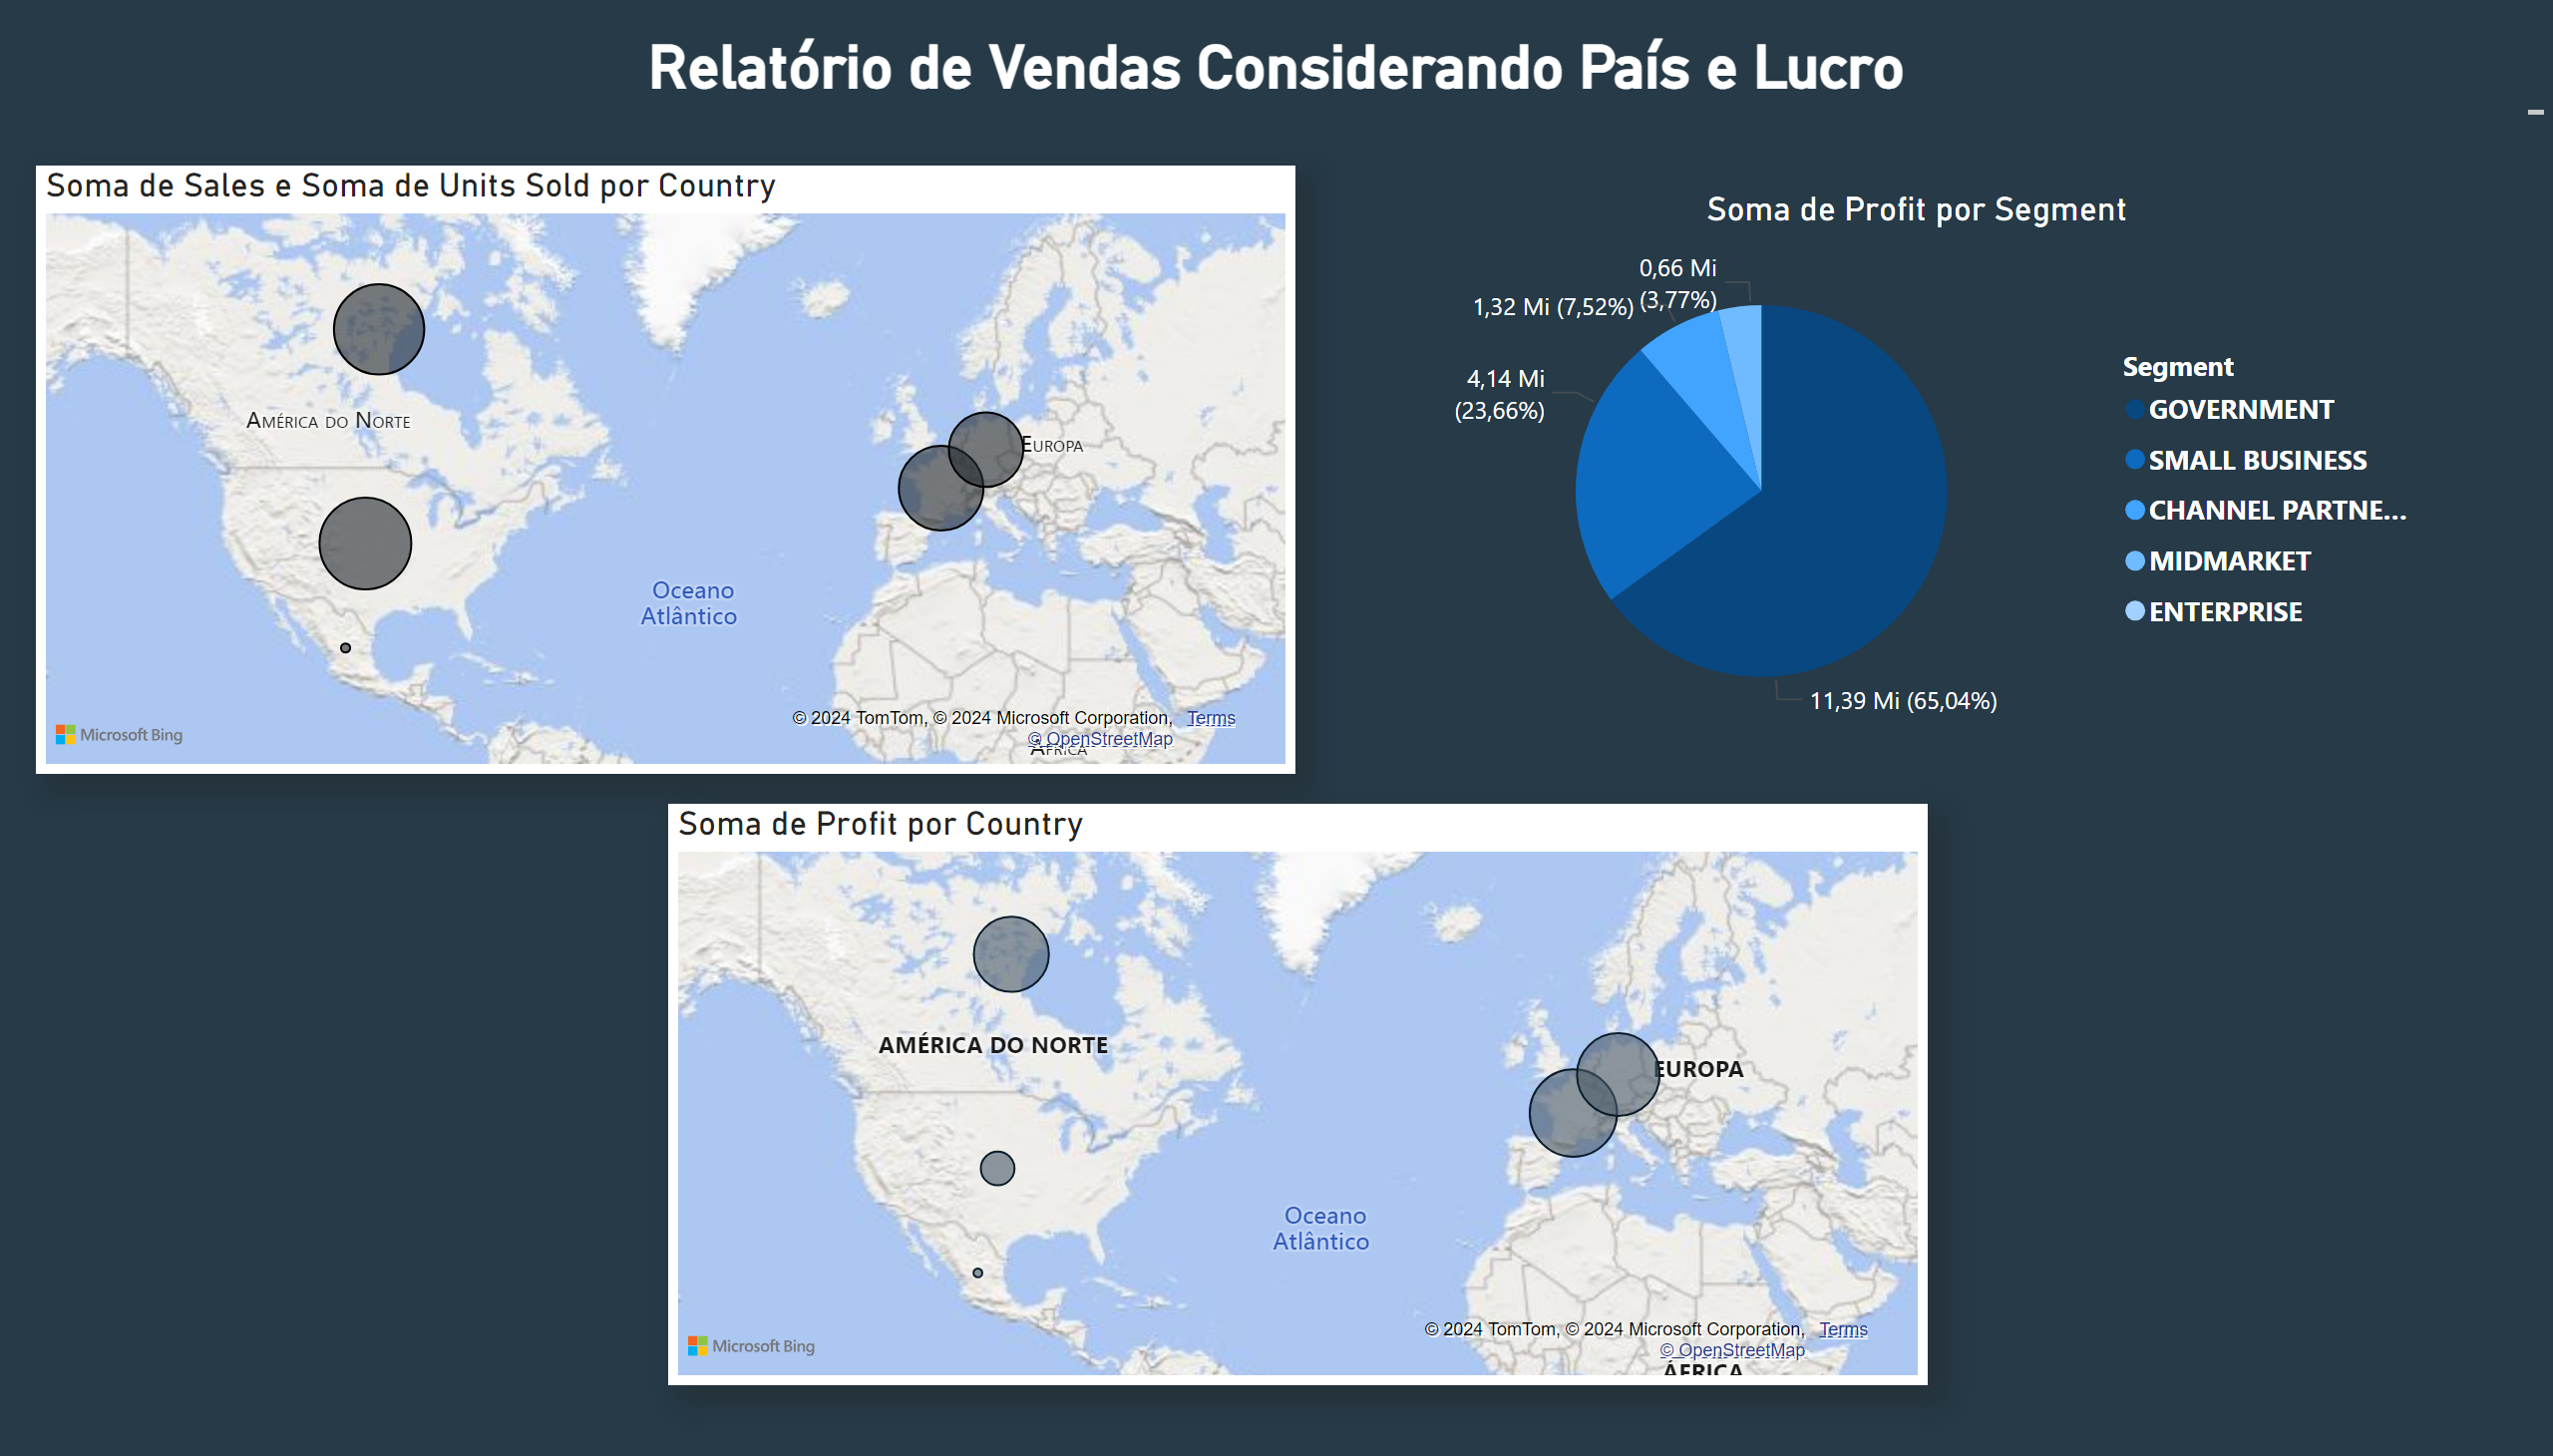 Relatório de Vendas Considerando País e Lucro
Soma de Sales e Soma de Units Sold por Country
América do Norte
Europa
Oceano
Atlântico
África
Microsoft Bing
© 2024 TomTom, © 2024 Microsoft Corporation, Terms
© OpenStreetMap
Soma de Profit por Segment
0,66 Mi
(3,77%)
1,32 Mi (7,52%)
4,14 Mi
(23,66%)
11,39 Mi (65,04%)
Segment
GOVERNMENT
SMALL BUSINESS
CHANNEL PARTNE...
MIDMARKET
ENTERPRISE
Soma de Profit por Country
AMÉRICA DO NORTE
EUROPA
Oceano
Atlântico
Microsoft Bing
© 2024 TomTom, © 2024 Microsoft Corporation, Terms
© OpenStreetMap
ÁFRICA